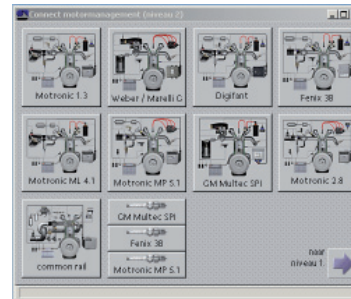 Connect motormanagement (niveau 2)
Motronic 1.3
Weber / Marelli G
Digifant
Fenix 3B
Motronic ML 4.1
Motronic MP 5.1
GM Multec SPI
Motronic 2.8
common rail
GM Multec SPI
Fenix 3B
Motronic MP 5.1
naar
niveau 1.